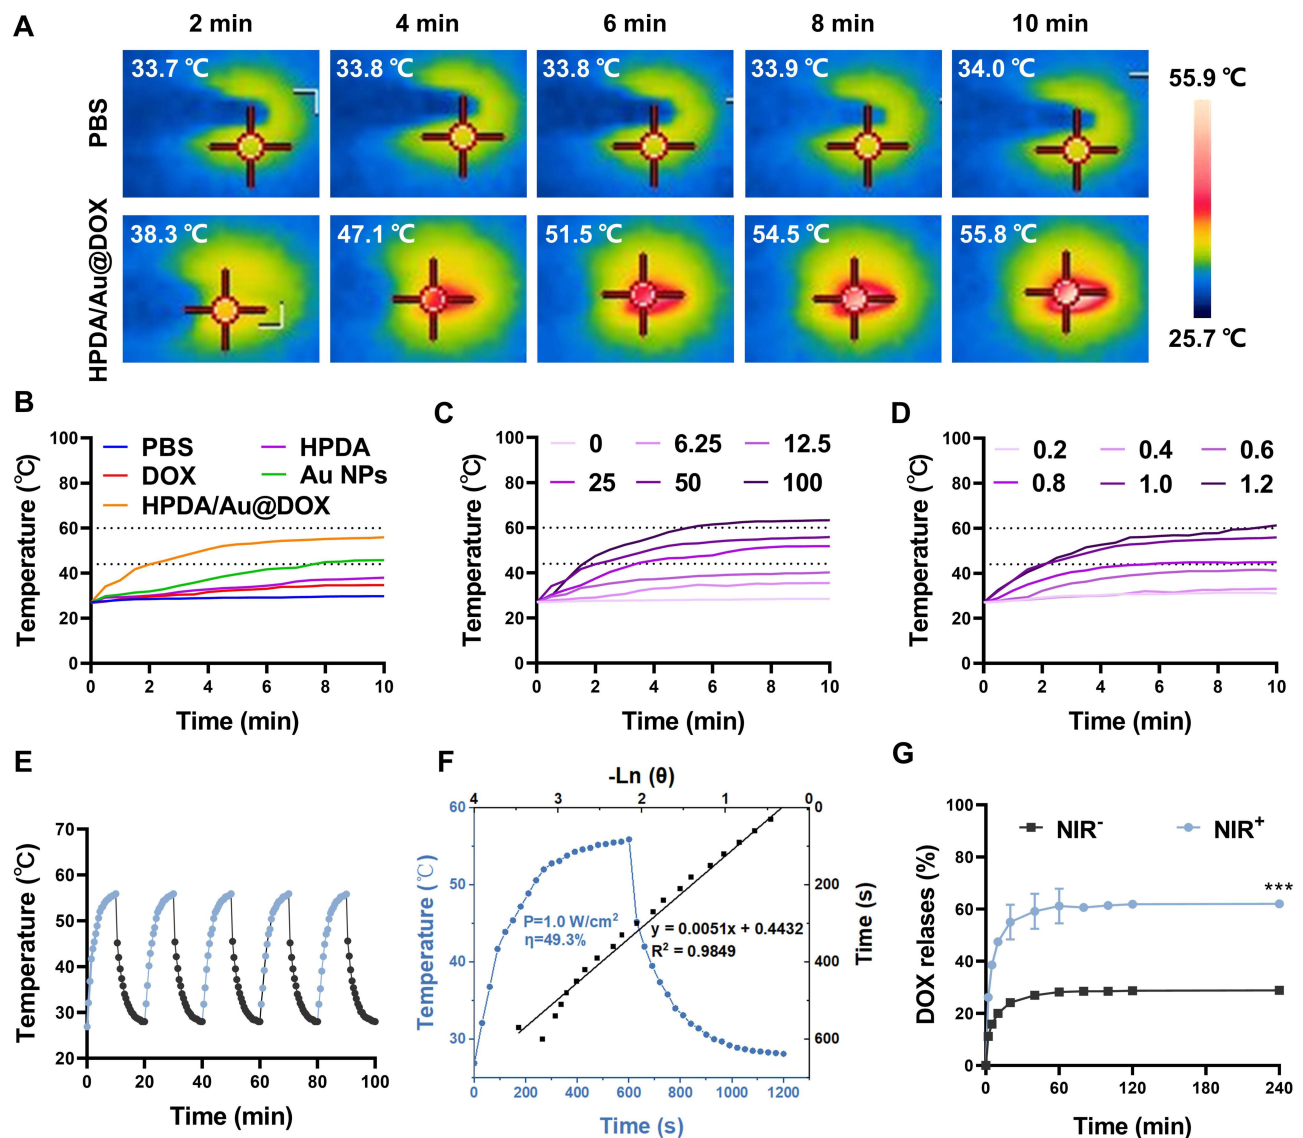 A
2 min 4 min 6 min 8 min 10 min
PBS
33.7 ℃ 33.8 ℃ 33.8 ℃ 33.9 ℃ 34.0 ℃
HPDA/Au@DOX
38.3 ℃ 47.1 ℃ 51.5 ℃ 54.5 ℃ 55.8 ℃
55.9 ℃
25.7 ℃
B
Temperature (℃)
100
80
60
40
20
0
PBS HPDA
DOX Au NPs
HPDA/Au@DOX
0 2 4 6 8 10
Time (min)
C
Temperature (℃)
100
80
60
40
20
0
0 6.25 12.5
25 50 100
0 2 4 6 8 10
Time (min)
D
Temperature (℃)
100
80
60
40
20
0
0.2 0.4 0.6
0.8 1.0 1.2
0 2 4 6 8 10
Time (min)
E
Temperature (℃)
70
60
50
40
30
20
0 20 40 60 80 100
Time (min)
F
-Ln (θ)
4 3 2 1 0
Temperature (℃)
60
50
40
30
P=1.0 W/cm²
η=49.3%
y = 0.0051x + 0.4432
R² = 0.9849
0
200
400
600
Time (s)
0 200 400 600 800 1000 1200
Time (s)
G
DOX relases (%)
100
80
60
40
20
0
NIR⁻ NIR⁺
***
0 60 120 180 240
Time (min)